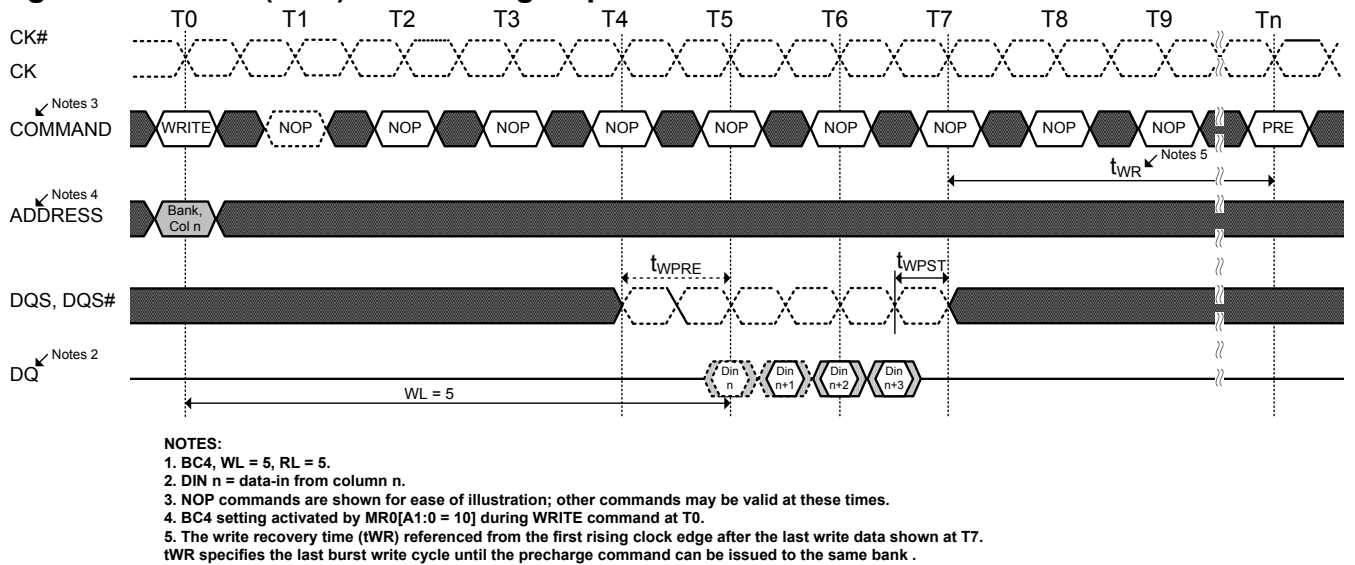 T0 T1 T2 T3 T4 T5 T6 T7 T8 T9 Tn
CK#
CK
Notes 3
COMMAND
WRITE NOP NOP NOP NOP NOP NOP NOP NOP NOP PRE
tWR Notes 5
Notes 4
ADDRESS
Bank,
Col n
tWPRE tWPST
DQS, DQS#
Notes 2
DQ
Din Din Din Din
n n+1 n+2 n+3
WL = 5
NOTES:
1. BC4, WL = 5, RL = 5.
2. DIN n = data-in from column n.
3. NOP commands are shown for ease of illustration; other commands may be valid at these times.
4. BC4 setting activated by MR0[A1:0 = 10] during WRITE command at T0.
5. The write recovery time (tWR) referenced from the first rising clock edge after the last write data shown at T7.
tWR specifies the last burst write cycle until the precharge command can be issued to the same bank .